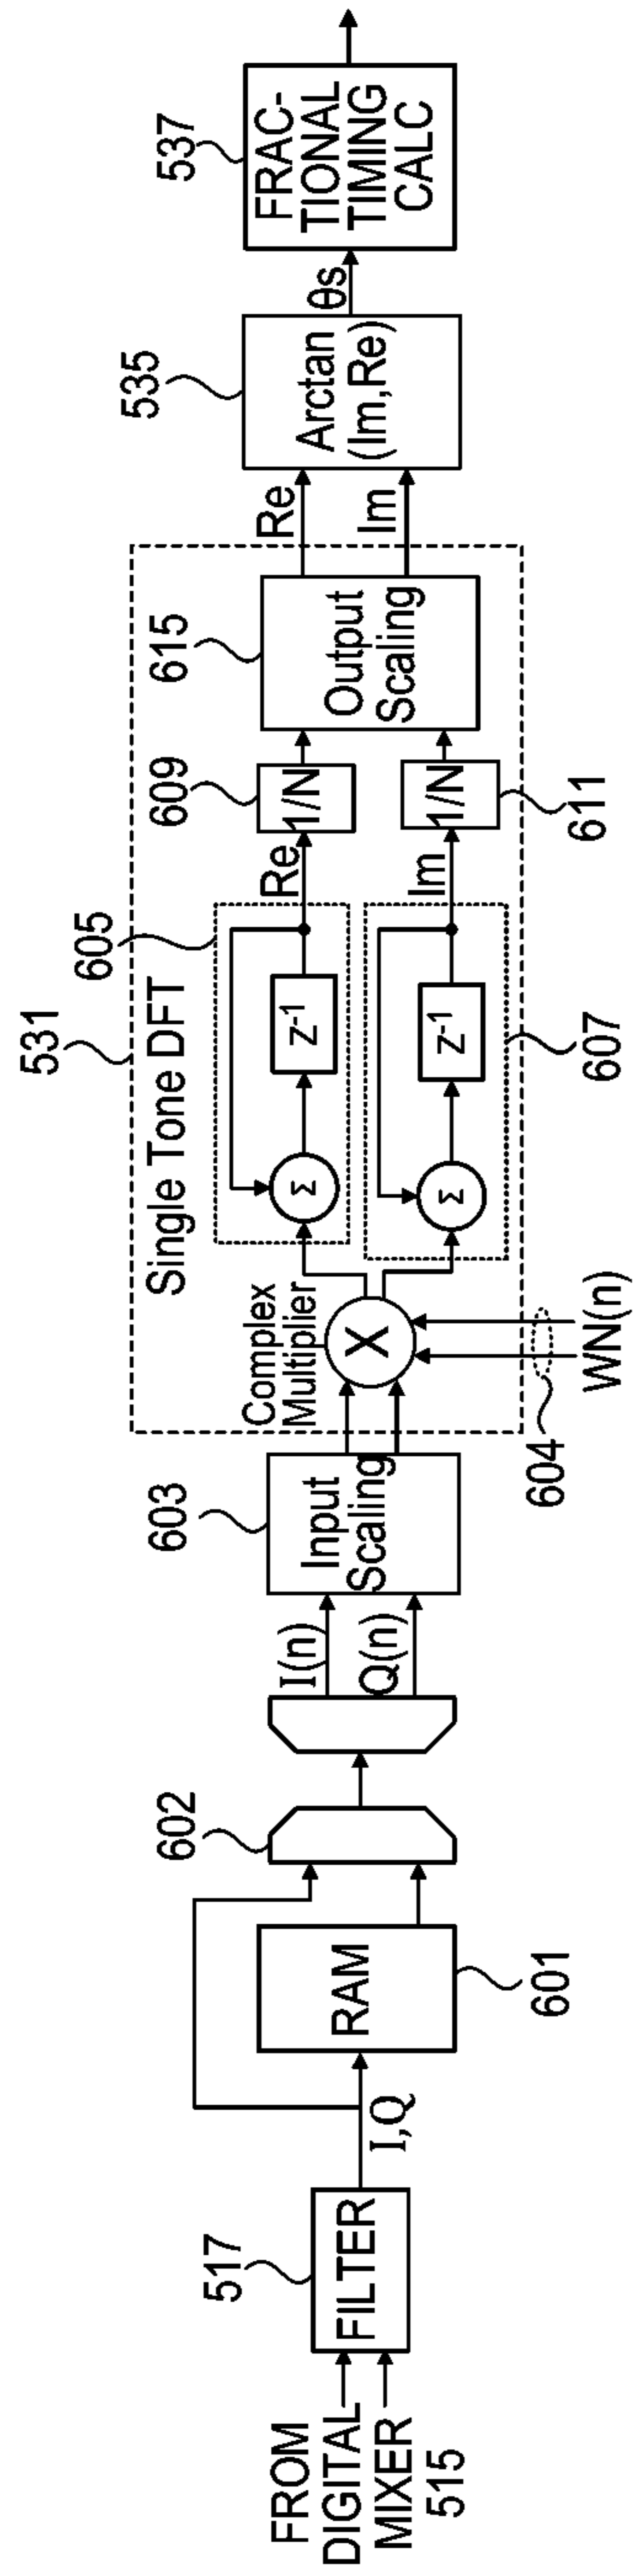 FROM
DIGITAL
MIXER
515
517
FILTER
I,Q
RAM
601
602
I(n)
Q(n)
603
Input
Scaling
531
Single Tone DFT
Complex
Multiplier
X
604
WN(n)
605
Σ
Z-1
Re
Σ
Z-1
Im
607
609
1/N
1/N
611
615
Output
Scaling
Re
Im
535
Arctan
(Im,Re)
θs
537
FRAC-
TIONAL
TIMING
CALC